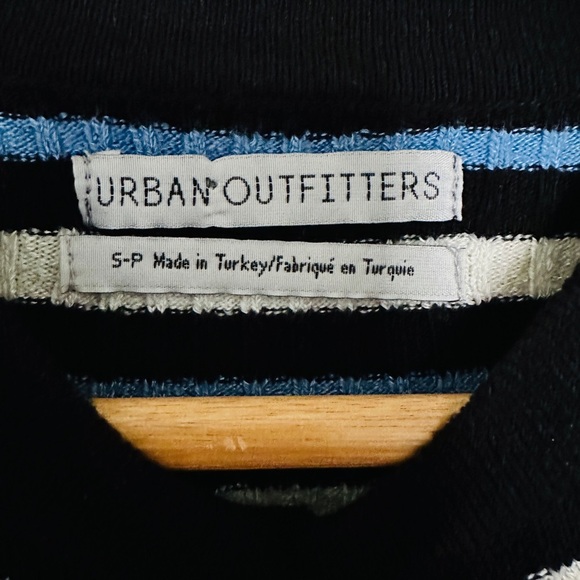 URBAN OUTFITTERS
S-P Made in Turkey/Fabriqué en Turquie